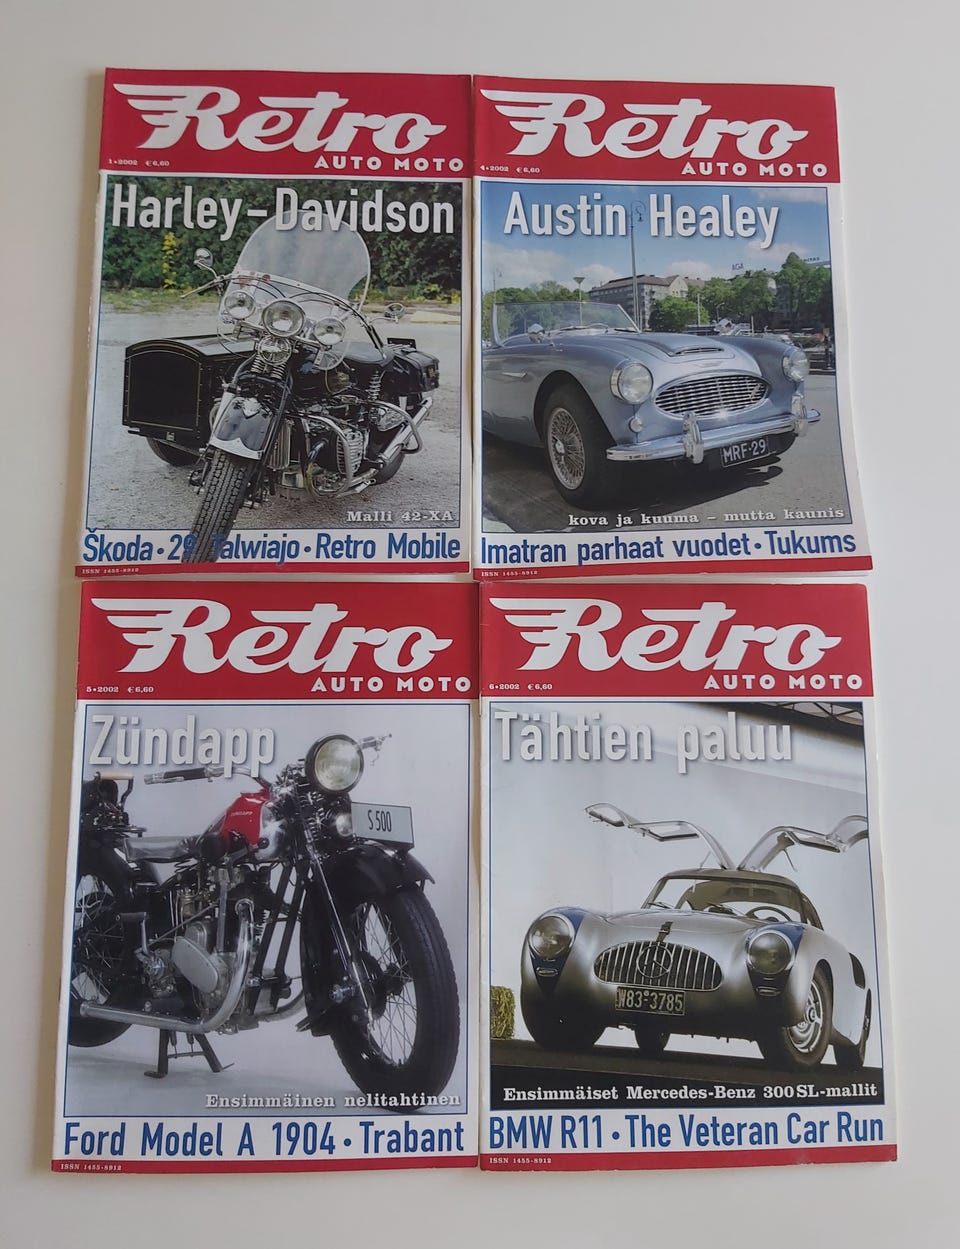 Retro
AUTO MOTO
1•2002 € 6,60
Harley-Davidson
Malli 42-XA
Škoda • 29. Talwiajo • Retro Mobile
ISSN 1455-8912
Retro
AUTO MOTO
4•2002 € 6,60
Austin Healey
AGA
MRF-29
kova ja kuuma – mutta kaunis
Imatran parhaat vuodet • Tukums
ISSN 1455-8912
Retro
AUTO MOTO
5•2002 € 6,60
Zündapp
ZÜNDAPP
S 500
Ensimmäinen nelitahtinen
Ford Model A 1904 • Trabant
ISSN 1455-8912
Retro
AUTO MOTO
6•2002 € 6,60
Tähtien paluu
W83-3785
Ensimmäiset Mercedes-Benz 300 SL-mallit
BMW R11 • The Veteran Car Run
ISSN 1455-8912